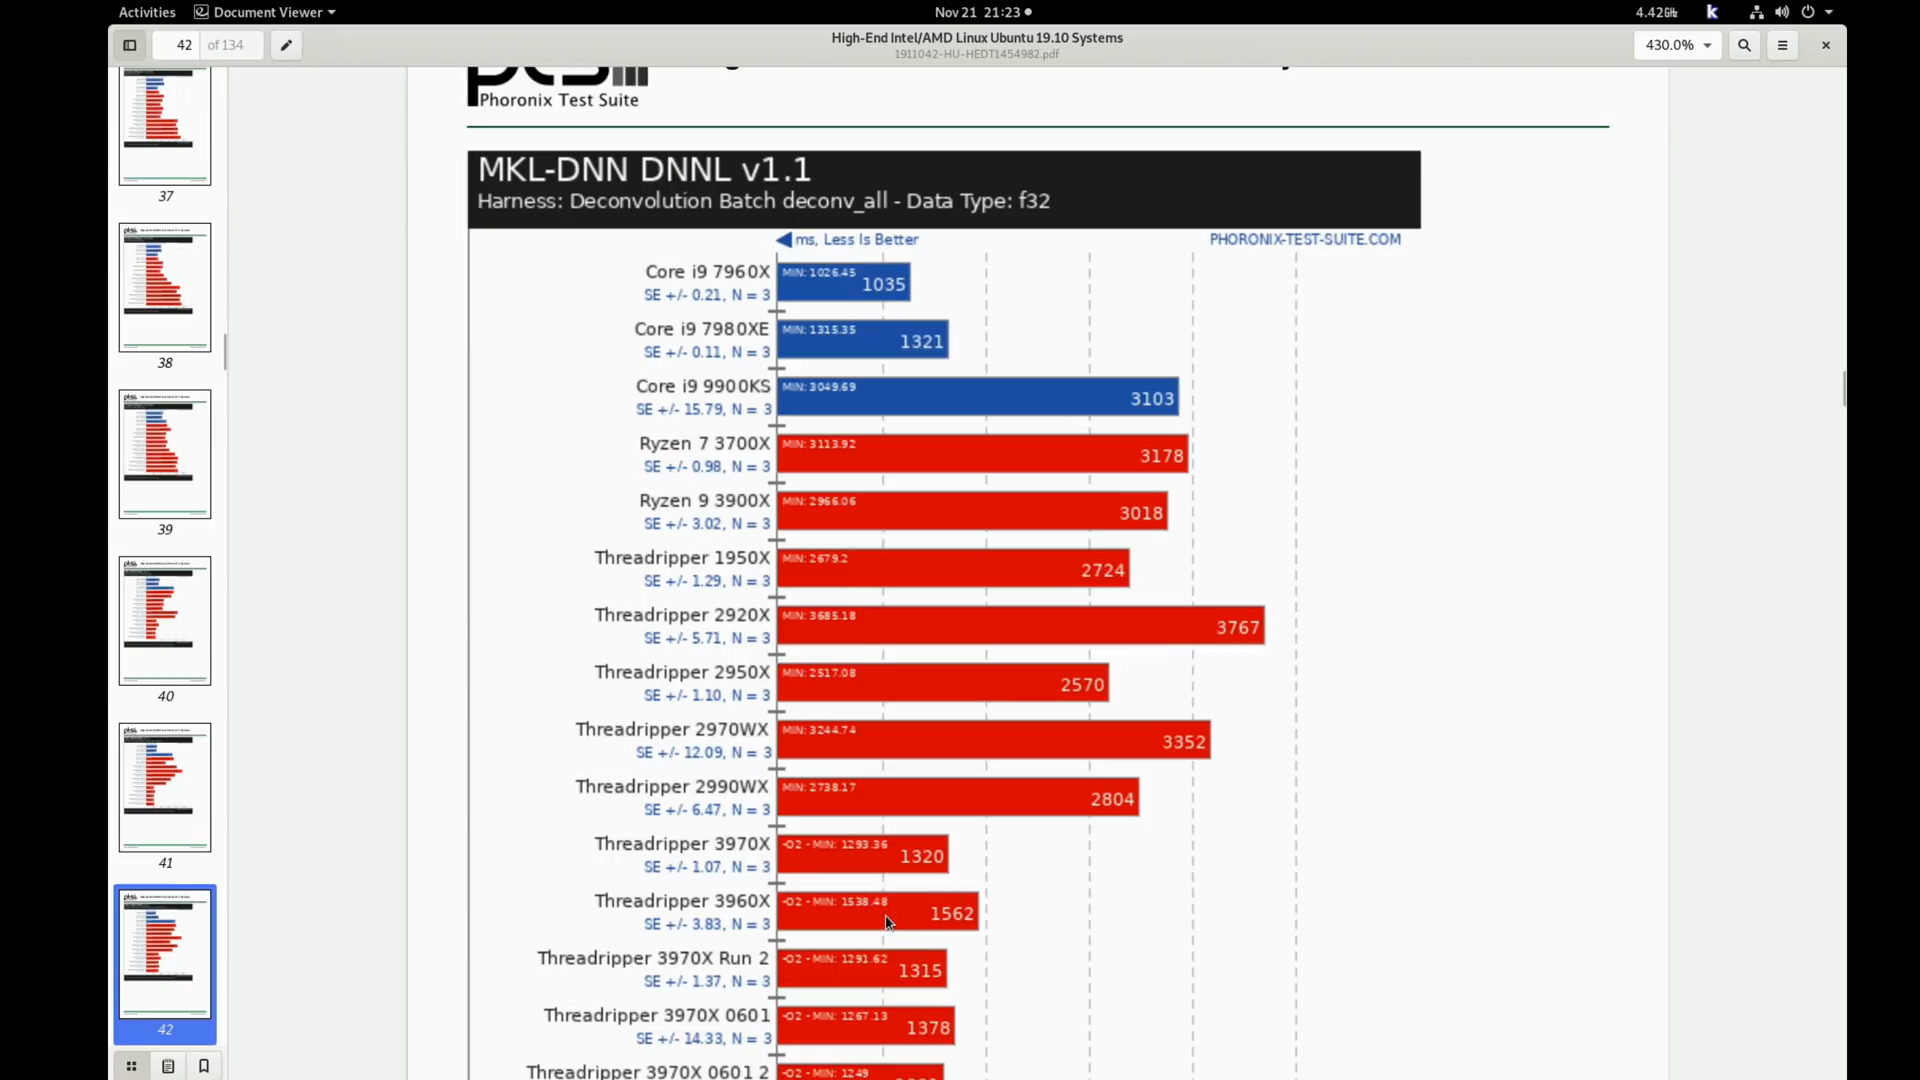 Activities
Document Viewer
Nov 21 21:23
4.42GHz
42 of 134
High-End Intel/AMD Linux Ubuntu 19.10 Systems
1911042-HU-HEDT1454982.pdf
430.0%
37
38
39
40
41
42
pts
Phoronix Test Suite
MKL-DNN DNNL v1.1
Harness: Deconvolution Batch deconv_all - Data Type: f32
ms, Less Is Better
PHORONIX-TEST-SUITE.COM
Core i9 7960X
SE +/- 0.21, N = 3
MIN: 1026.45
1035
Core i9 7980XE
SE +/- 0.11, N = 3
MIN: 1315.35
1321
Core i9 9900KS
SE +/- 15.79, N = 3
MIN: 3049.69
3103
Ryzen 7 3700X
SE +/- 0.98, N = 3
MIN: 3113.92
3178
Ryzen 9 3900X
SE +/- 3.02, N = 3
MIN: 2966.06
3018
Threadripper 1950X
SE +/- 1.29, N = 3
MIN: 2679.2
2724
Threadripper 2920X
SE +/- 5.71, N = 3
MIN: 3685.18
3767
Threadripper 2950X
SE +/- 1.10, N = 3
MIN: 2517.08
2570
Threadripper 2970WX
SE +/- 12.09, N = 3
MIN: 3244.74
3352
Threadripper 2990WX
SE +/- 6.47, N = 3
MIN: 2738.17
2804
Threadripper 3970X
SE +/- 1.07, N = 3
-O2 - MIN: 1293.36
1320
Threadripper 3960X
SE +/- 3.83, N = 3
-O2 - MIN: 1538.48
1562
Threadripper 3970X Run 2
SE +/- 1.37, N = 3
-O2 - MIN: 1291.62
1315
Threadripper 3970X 0601
SE +/- 14.33, N = 3
-O2 - MIN: 1267.13
1378
Threadripper 3970X 0601 2
-O2 - MIN: 1249